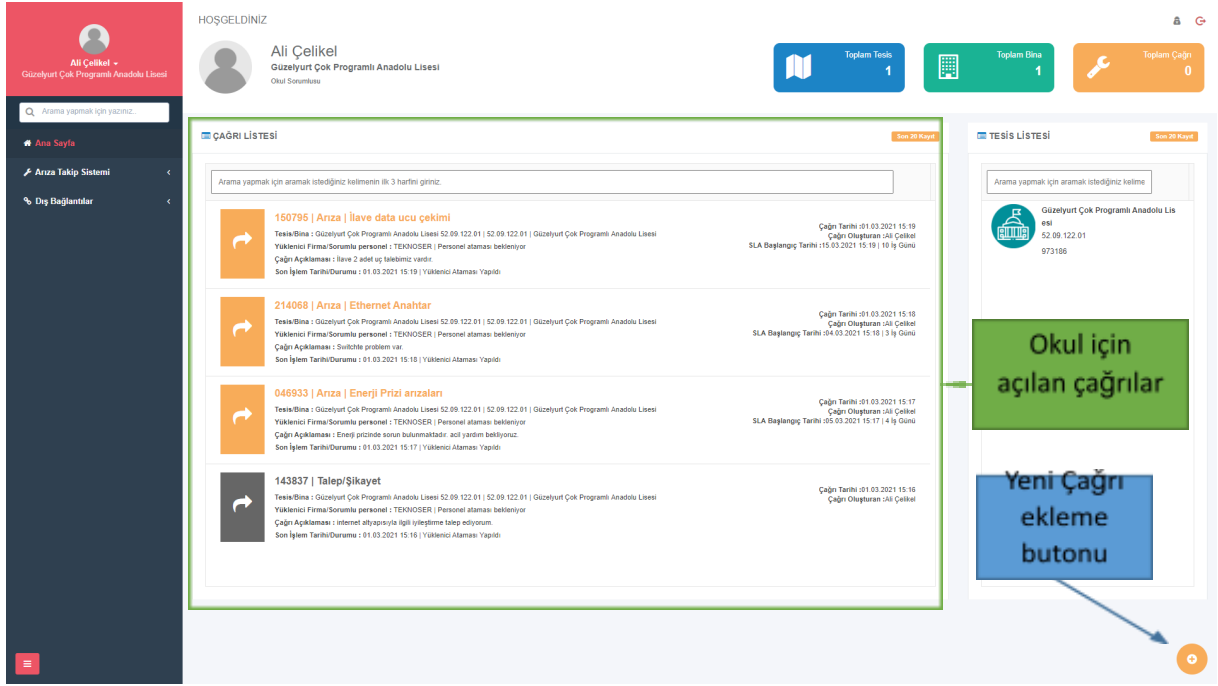 Ali Çelikel
Güzelyurt Çok Programlı Anadolu Lisesi
Arama yapmak için yazınız..
Ana Sayfa
Arıza Takip Sistemi
Dış Bağlantılar
HOŞGELDİNİZ
Ali Çelikel
Güzelyurt Çok Programlı Anadolu Lisesi
Okul Sorumlusu
Toplam Tesis
1
Toplam Bina
1
Toplam Çağrı
0
ÇAĞRI LİSTESİ
Son 20 Kayıt
Arama yapmak için aramak istediğiniz kelimenin ilk 3 harfini giriniz.
150795 | Arıza | İlave data ucu çekimi
Tesis/Bina : Güzelyurt Çok Programlı Anadolu Lisesi 52.09.122.01 | 52.09.122.01 | Güzelyurt Çok Programlı Anadolu Lisesi
Yüklenici Firma/Sorumlu personel : TEKNOSER | Personel ataması bekleniyor
Çağrı Açıklaması : İlave 2 adet uç talebimiz vardır.
Son İşlem Tarihi/Durumu : 01.03.2021 15:19 | Yüklenici Ataması Yapıldı
Çağrı Tarihi :01.03.2021 15:19
Çağrı Oluşturan :Ali Çelikel
SLA Başlangıç Tarihi :15.03.2021 15:19 | 10 İş Günü
214068 | Arıza | Ethernet Anahtar
Tesis/Bina : Güzelyurt Çok Programlı Anadolu Lisesi 52.09.122.01 | 52.09.122.01 | Güzelyurt Çok Programlı Anadolu Lisesi
Yüklenici Firma/Sorumlu personel : TEKNOSER | Personel ataması bekleniyor
Çağrı Açıklaması : Switchte problem var.
Son İşlem Tarihi/Durumu : 01.03.2021 15:18 | Yüklenici Ataması Yapıldı
Çağrı Tarihi :01.03.2021 15:18
Çağrı Oluşturan :Ali Çelikel
SLA Başlangıç Tarihi :04.03.2021 15:18 | 3 İş Günü
046933 | Arıza | Enerji Prizi arızaları
Tesis/Bina : Güzelyurt Çok Programlı Anadolu Lisesi 52.09.122.01 | 52.09.122.01 | Güzelyurt Çok Programlı Anadolu Lisesi
Yüklenici Firma/Sorumlu personel : TEKNOSER | Personel ataması bekleniyor
Çağrı Açıklaması : Enerji prizinde sorun bulunmaktadır. acil yardım bekliyoruz.
Son İşlem Tarihi/Durumu : 01.03.2021 15:17 | Yüklenici Ataması Yapıldı
Çağrı Tarihi :01.03.2021 15:17
Çağrı Oluşturan :Ali Çelikel
SLA Başlangıç Tarihi :05.03.2021 15:17 | 4 İş Günü
143837 | Talep/Şikayet
Tesis/Bina : Güzelyurt Çok Programlı Anadolu Lisesi 52.09.122.01 | 52.09.122.01 | Güzelyurt Çok Programlı Anadolu Lisesi
Yüklenici Firma/Sorumlu personel : TEKNOSER | Personel ataması bekleniyor
Çağrı Açıklaması : internet altyapısıyla ilgili iyileştirme talep ediyorum.
Son İşlem Tarihi/Durumu : 01.03.2021 15:16 | Yüklenici Ataması Yapıldı
Çağrı Tarihi :01.03.2021 15:16
Çağrı Oluşturan :Ali Çelikel
TESİS LİSTESİ
Son 20 Kayıt
Arama yapmak için aramak istediğiniz kelime
Güzelyurt Çok Programlı Anadolu Lis
esi
52.09.122.01
973186
Okul için
açılan çağrılar
Yeni Çağrı
ekleme
butonu